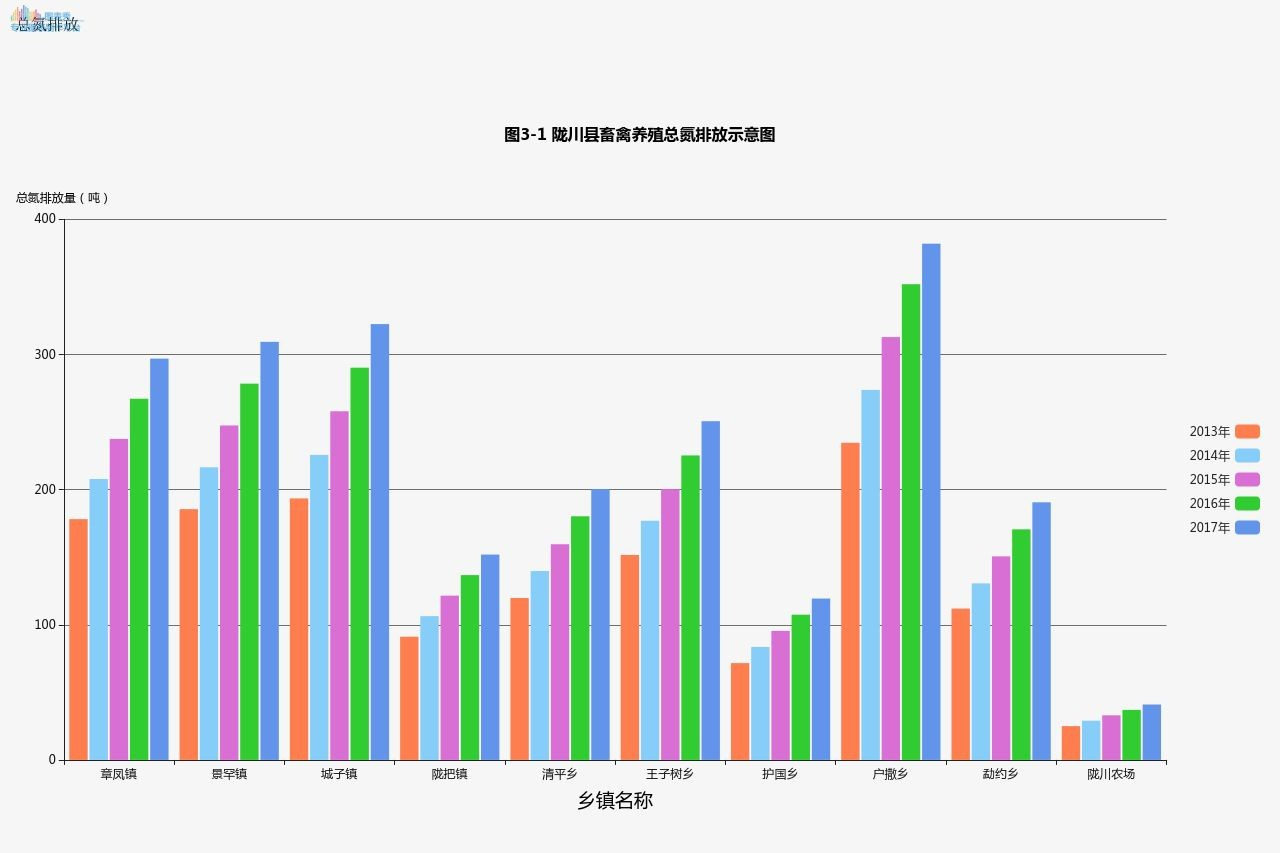 总氮排放
图3-1 陇川县畜禽养殖总氮排放示意图
总氮排放量（吨）
400
300
200
100
0
章凤镇 景罕镇 城子镇 陇把镇 清平乡 王子树乡 护国乡 户撒乡 勐约乡 陇川农场
乡镇名称
2013年
2014年
2015年
2016年
2017年